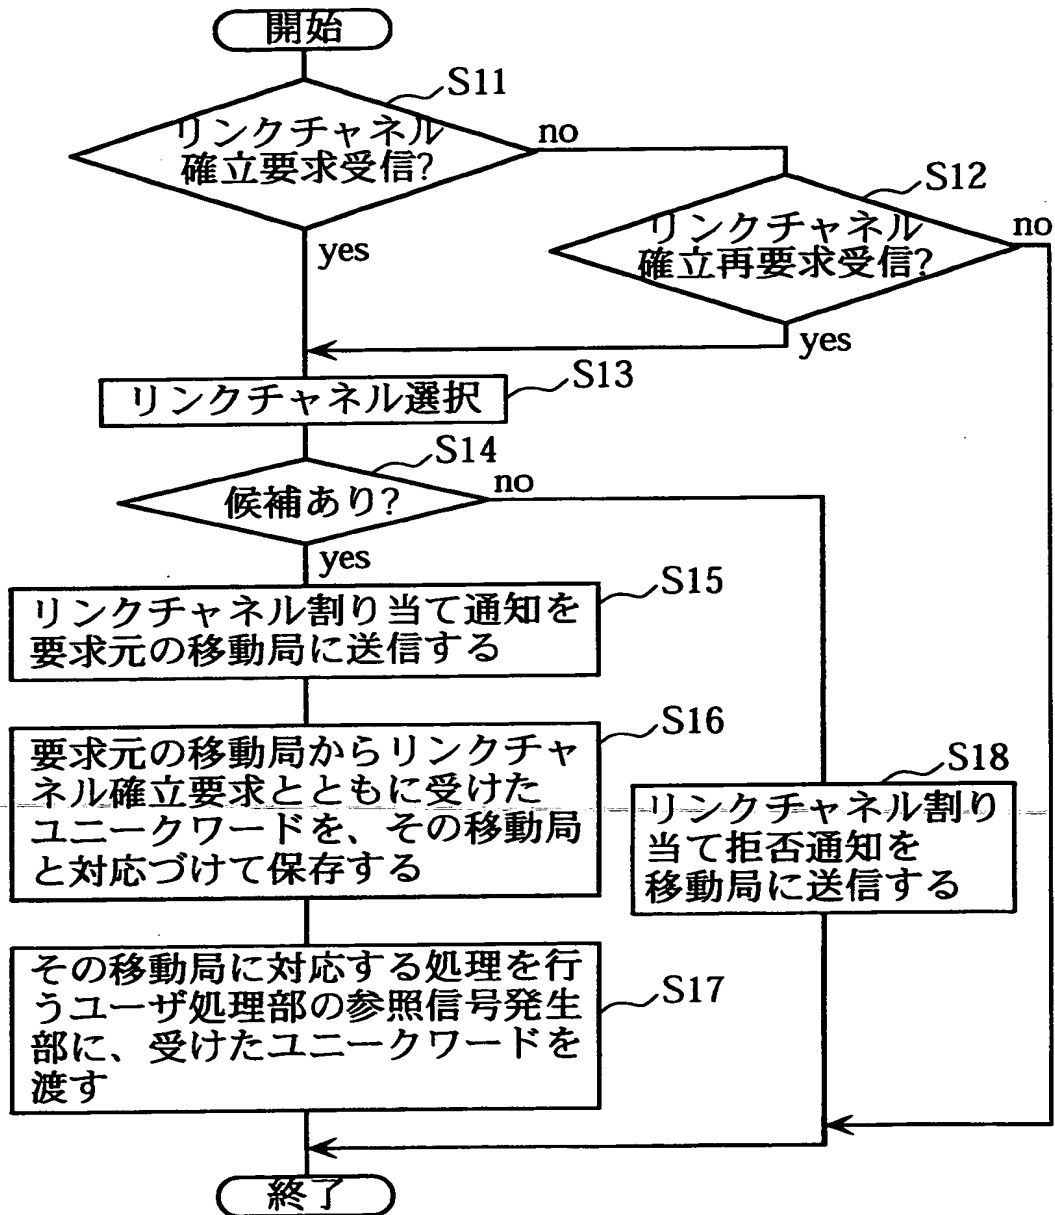 開始
S11
リンクチャネル
確立要求受信?
no
yes
S12
リンクチャネル
確立再要求受信?
no
yes
S13
リンクチャネル選択
S14
候補あり?
no
yes
S15
リンクチャネル割り当て通知を
要求元の移動局に送信する
S16
要求元の移動局からリンクチャ
ネル確立要求とともに受けた
ユニークワードを、その移動局
と対応づけて保存する
S18
リンクチャネル割り
当て拒否通知を
移動局に送信する
S17
その移動局に対応する処理を行
うユーザ処理部の参照信号発生
部に、受けたユニークワードを
渡す
終了